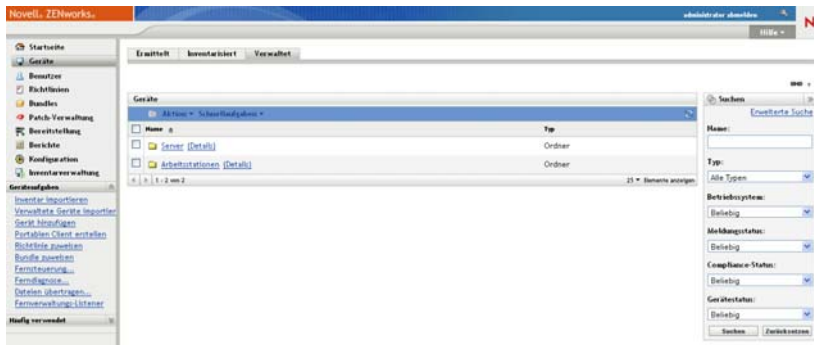 Novell® ZENworks®
administrator abmelden
N
Hilfe
Startseite
Geräte
Benutzer
Richtlinien
Bundles
Patch-Verwaltung
Bereitstellung
Berichte
Konfiguration
Inventarverwaltung
Geräteaufgaben
Inventar importieren
Verwaltete Geräte importier
Gerät hinzufügen
Portablen Client erstellen
Richtlinie zuweisen
Bundle zuweisen
Fernsteuerung...
Ferndiagnose...
Dateien übertragen...
Fernverwaltungs-Listener
Häufig verwendet
Ermittelt Inventarisiert Verwaltet
Geräte
Aktion Schnellaufgaben
Name Typ
Server (Details) Ordner
Arbeitsstationen (Details) Ordner
1 - 2 von 2 25 Elemente anzeigen
Suchen
Erweiterte Suche
Name:
Typ:
Alle Typen
Betriebssystem:
Beliebig
Meldungsstatus:
Beliebig
Compliance-Status:
Beliebig
Gerätestatus:
Beliebig
Suchen Zurücksetzen